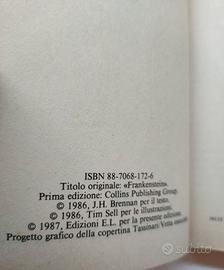 ISBN 88-7068-172-6
Titolo originale: «Frankenstein»
Prima edizione: Collins Publishing Group.
© 1986, J.H. Brennan per il testo.
© 1986, Tim Sell per le illustrazioni.
© 1987, Edizioni E.L. per la presente edizione.
Progetto grafico della copertina Tassinari Vetta
subito